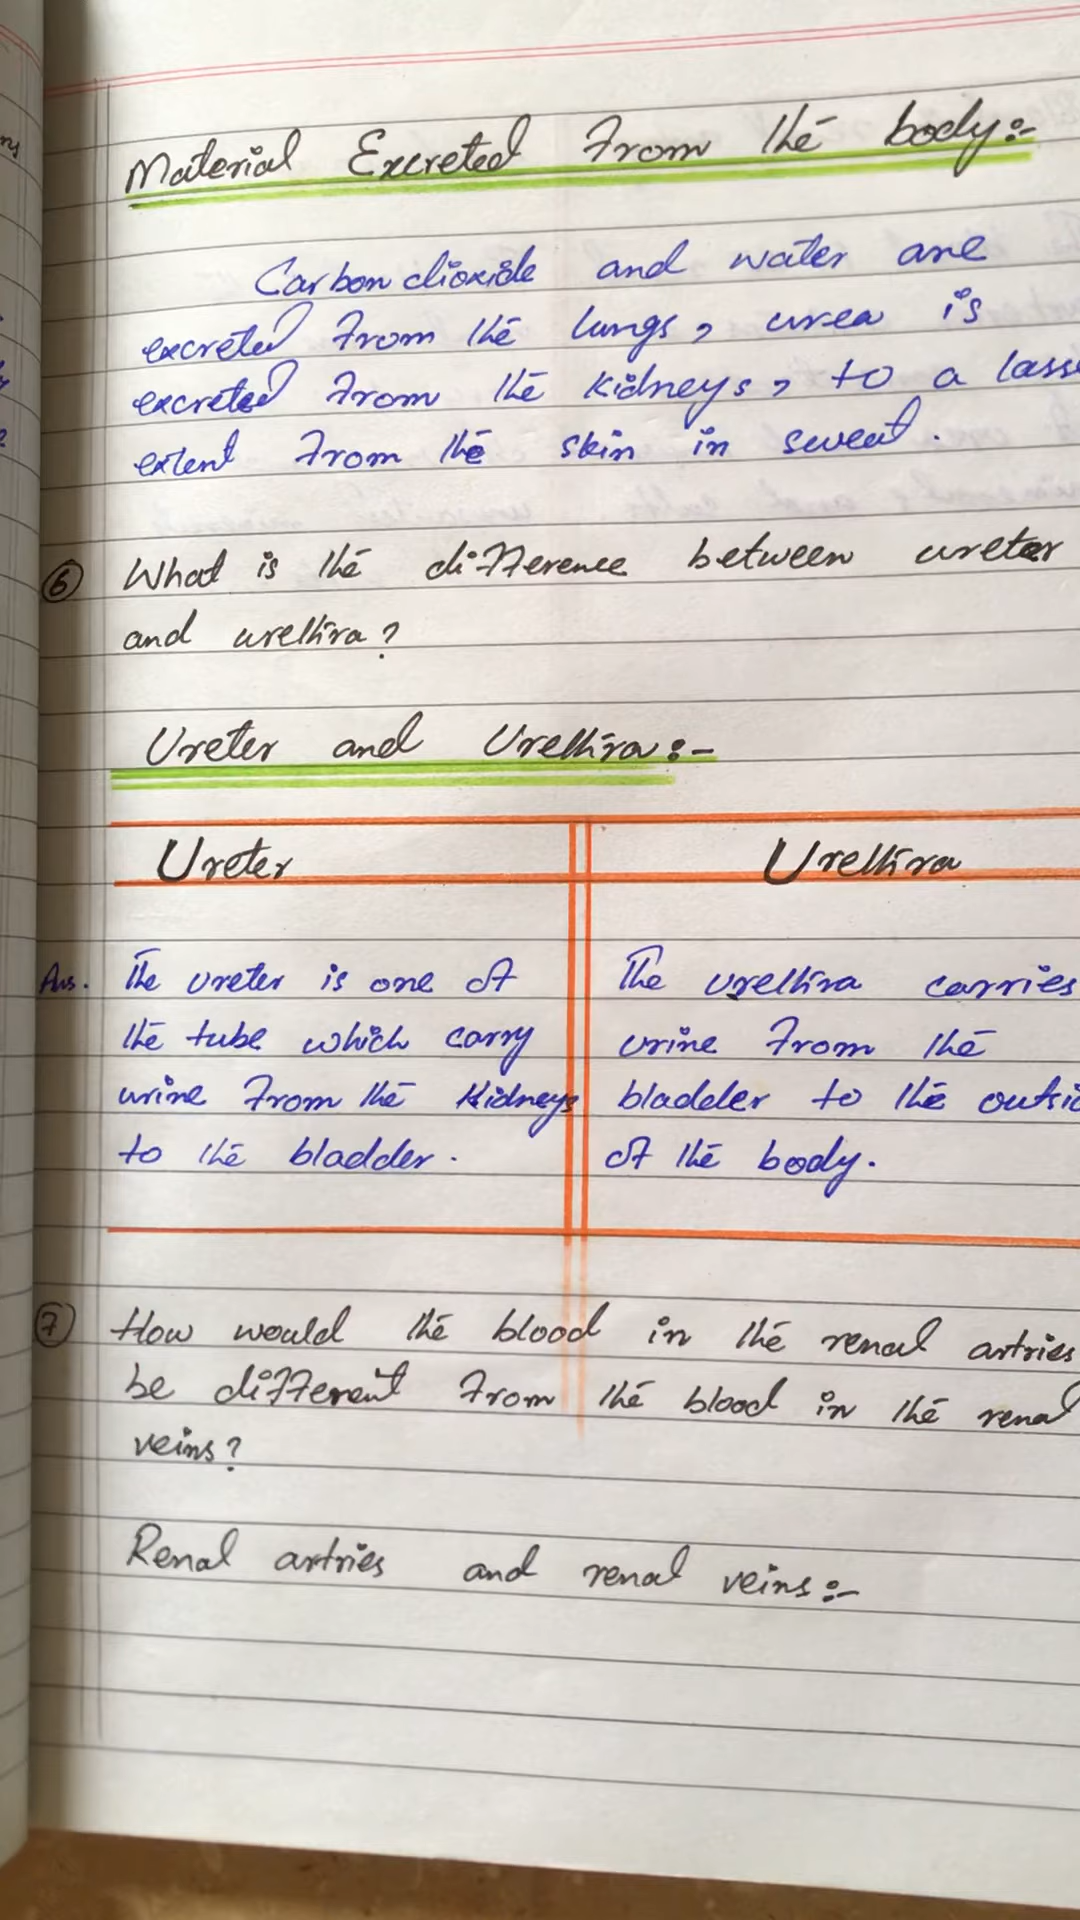 Material Excreted From the body:-
Carbon dioxide and water are
excreted from the lungs, urea is
excreted from the kidneys, to a lasse
extent from the skin in sweat.
6 What is the difference between ureter
and urethra?
Ureter and Urethra:-
Ureter Urethra
Ans. The ureter is one of The urethra carries
the tube which carry urine from the
urine from the Kidneys bladder to the outsid
to the bladder. of the body.
7 How would the blood in the renal artries
be different from the blood in the renal
veins?
Renal artries and renal veins:-